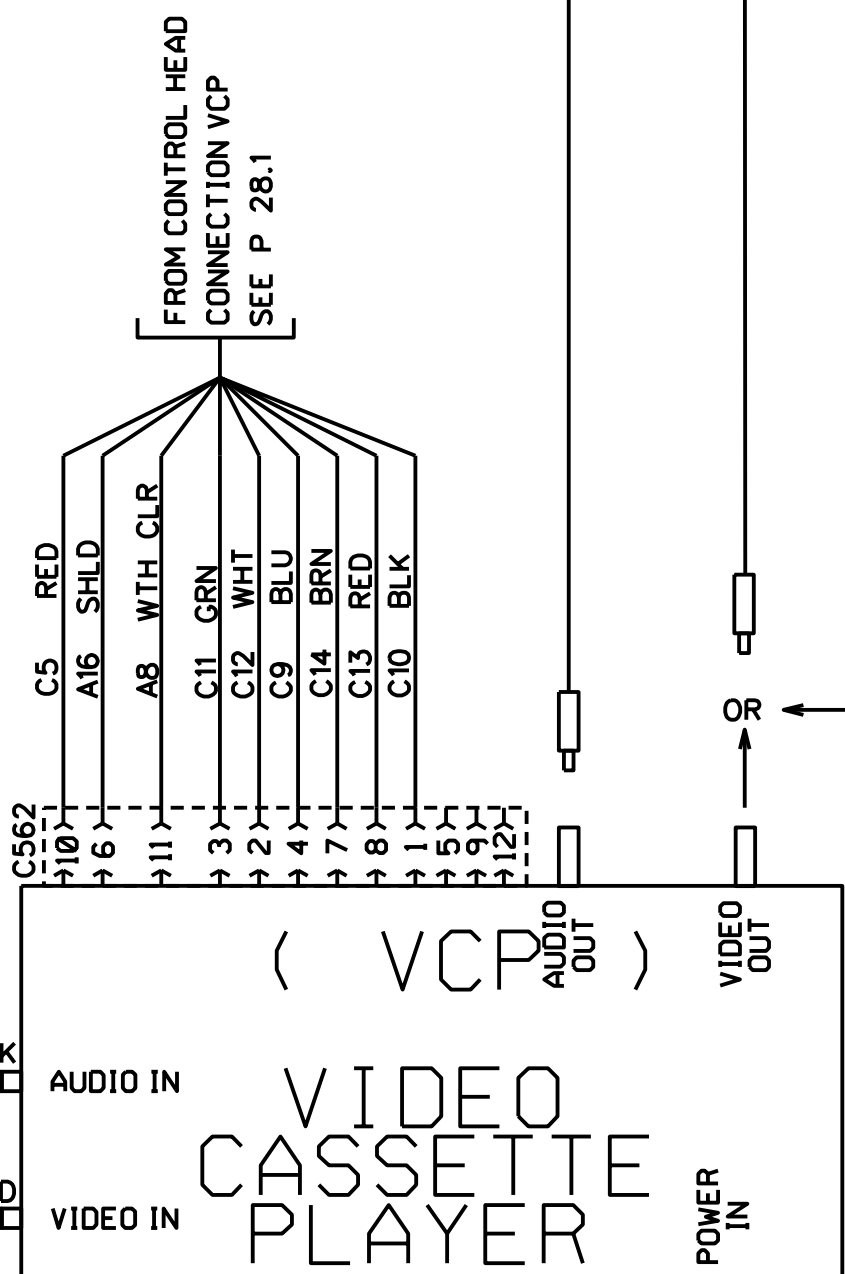 FROM CONTROL HEAD
CONNECTION VCP
SEE P 28.1
C5 RED
A16 SHLD
A8 WTH CLR
C11 GRN
C12 WHT
C9 BLU
C14 BRN
C13 RED
C10 BLK
OR
C562
10 6 11 3 2 4 7 8 1 5 9 12
( VCP )
AUDIO
OUT
VIDEO
OUT
K
AUDIO IN
VIDEO
CASSETTE
PLAYER
D
VIDEO IN
POWER
IN